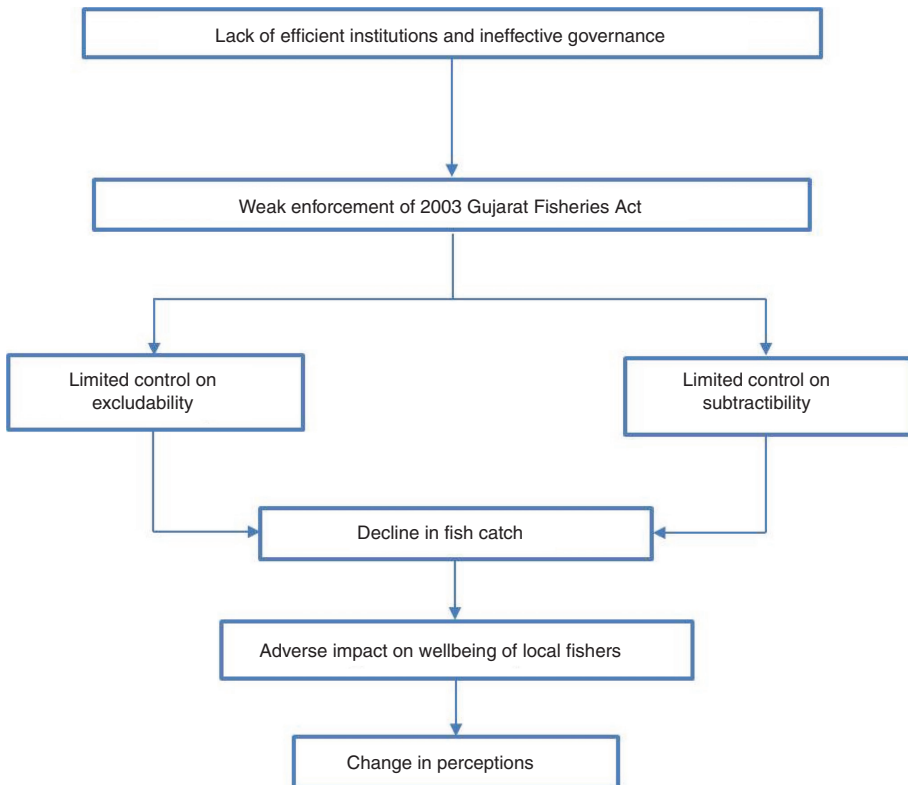 Lack of efficient institutions and ineffective governance
Weak enforcement of 2003 Gujarat Fisheries Act
Limited control on
excludability
Limited control on
subtractibility
Decline in fish catch
Adverse impact on wellbeing of local fishers
Change in perceptions